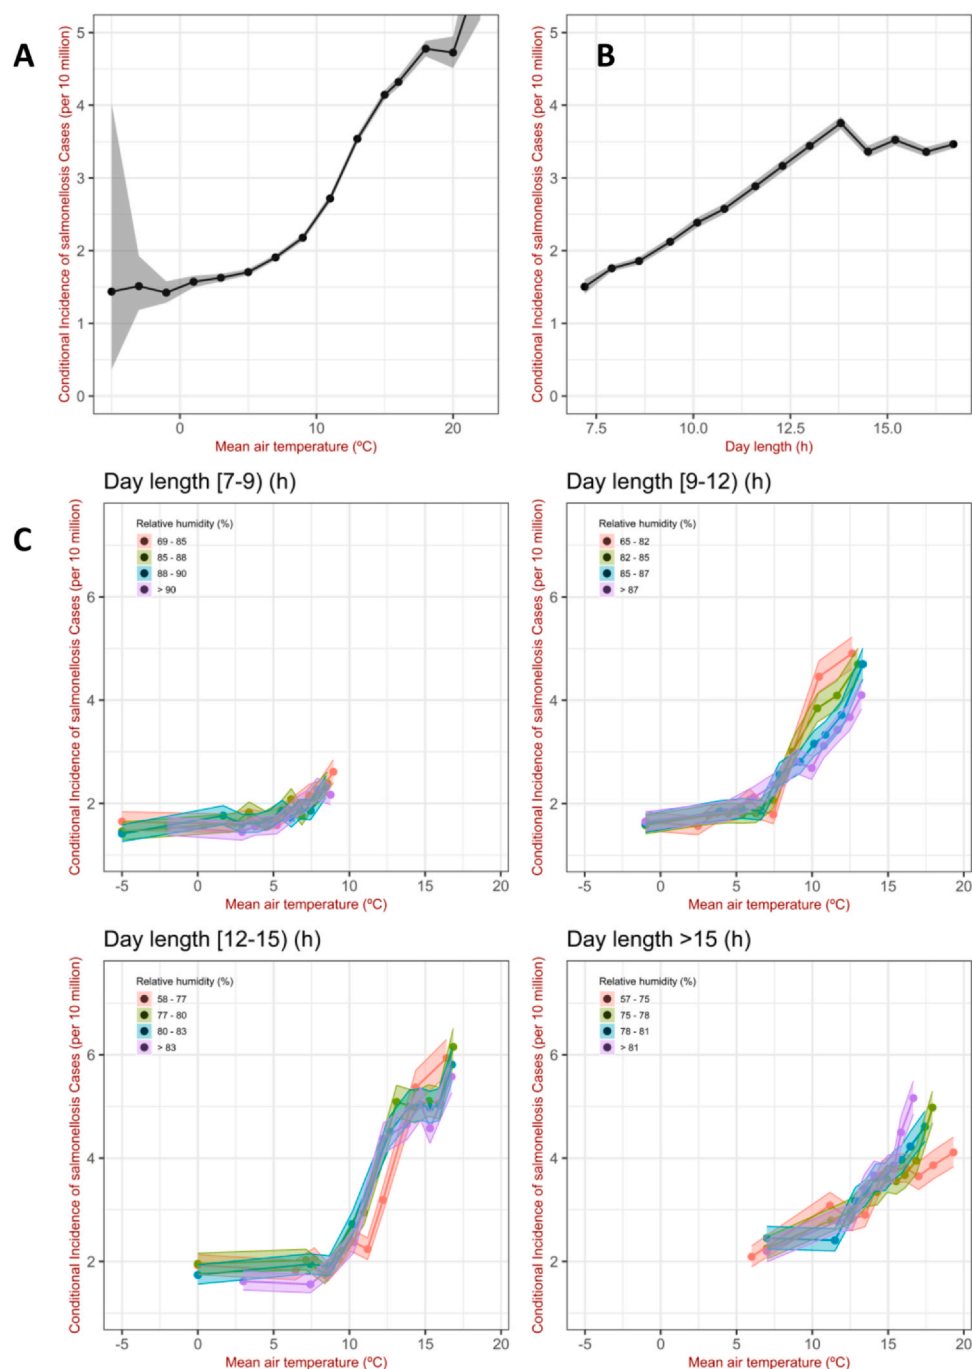 A
Conditional Incidence of salmonellosis Cases (per 10 million)
5
4
3
2
1
0
0
10
20
Mean air temperature (ºC)
B
Conditional Incidence of salmonellosis Cases (per 10 million)
5
4
3
2
1
0
7.5
10.0
12.5
15.0
Day length (h)
C
Day length [7-9) (h)
Conditional Incidence of salmonellosis Cases (per 10 million)
Relative humidity (%)
69 - 85
85 - 88
88 - 90
> 90
6
4
2
-5
0
5
10
15
20
Mean air temperature (ºC)
Day length [9-12) (h)
Conditional Incidence of salmonellosis Cases (per 10 million)
Relative humidity (%)
65 - 82
82 - 85
85 - 87
> 87
6
4
2
-5
0
5
10
15
20
Mean air temperature (ºC)
Day length [12-15) (h)
Conditional Incidence of salmonellosis Cases (per 10 million)
Relative humidity (%)
58 - 77
77 - 80
80 - 83
> 83
6
4
2
-5
0
5
10
15
20
Mean air temperature (ºC)
Day length >15 (h)
Conditional Incidence of salmonellosis Cases (per 10 million)
Relative humidity (%)
57 - 75
75 - 78
78 - 81
> 81
6
4
2
-5
0
5
10
15
20
Mean air temperature (ºC)